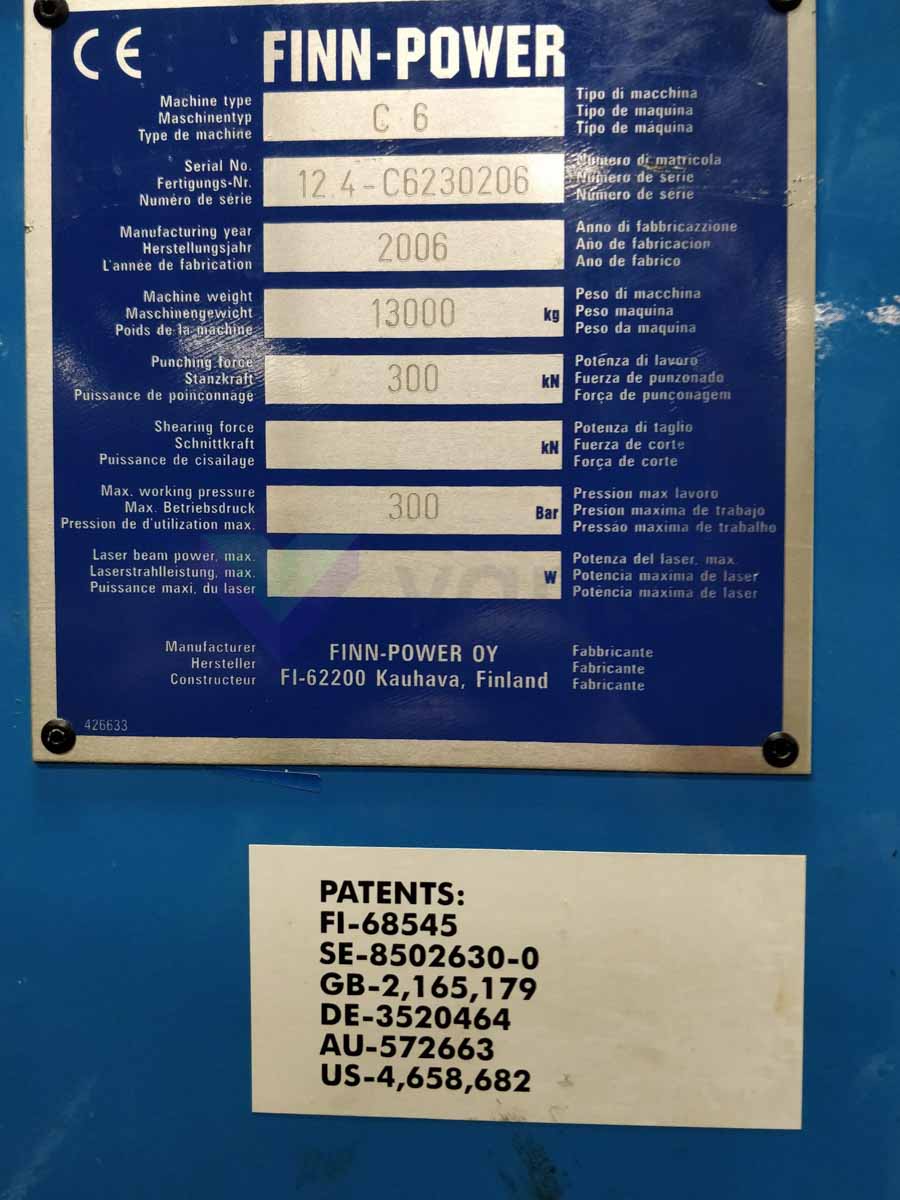 CE
FINN-POWER
Machine type
Maschinentyp
Type de machine
C 6
Tipo di macchina
Tipo de maquina
Tipo de máquina
Serial No.
Fertigungs-Nr.
Numéro de série
12.4-C6230206
Numero di matricola
Número de serie
Número de série
Manufacturing year
Herstellungsjahr
L'année de fabrication
2006
Anno di fabbricazzione
Año de fabricacion
Ano de fabrico
Machine weight
Maschinengewicht
Poids de la machine
13000 kg
Peso di macchina
Peso maquina
Peso da maquina
Punching force
Stanzkraft
Puissance de poinçonnage
300 kN
Potenza di lavoro
Fuerza de punzonado
Força de punçonagem
Shearing force
Schnittkraft
Puissance de cisailage
kN
Potenza di taglio
Fuerza de corte
Força de corte
Max. working pressure
Max. Betriebsdruck
Pression de d'utilization max.
300 Bar
Pression max lavoro
Presion maxima de trabajo
Pressão maxima de trabalho
Laser beam power, max.
Laserstrahlleistung, max.
Puissance maxi, du laser
W
Potenza del laser, max.
Potencia maxima de laser
Potência maxima de laser
Manufacturer
Hersteller
Constructeur
FINN-POWER OY
FI-62200 Kauhava, Finland
Fabbricante
Fabricante
Fabricante
426633
PATENTS:
FI-68545
SE-8502630-0
GB-2,165,179
DE-3520464
AU-572663
US-4,658,682